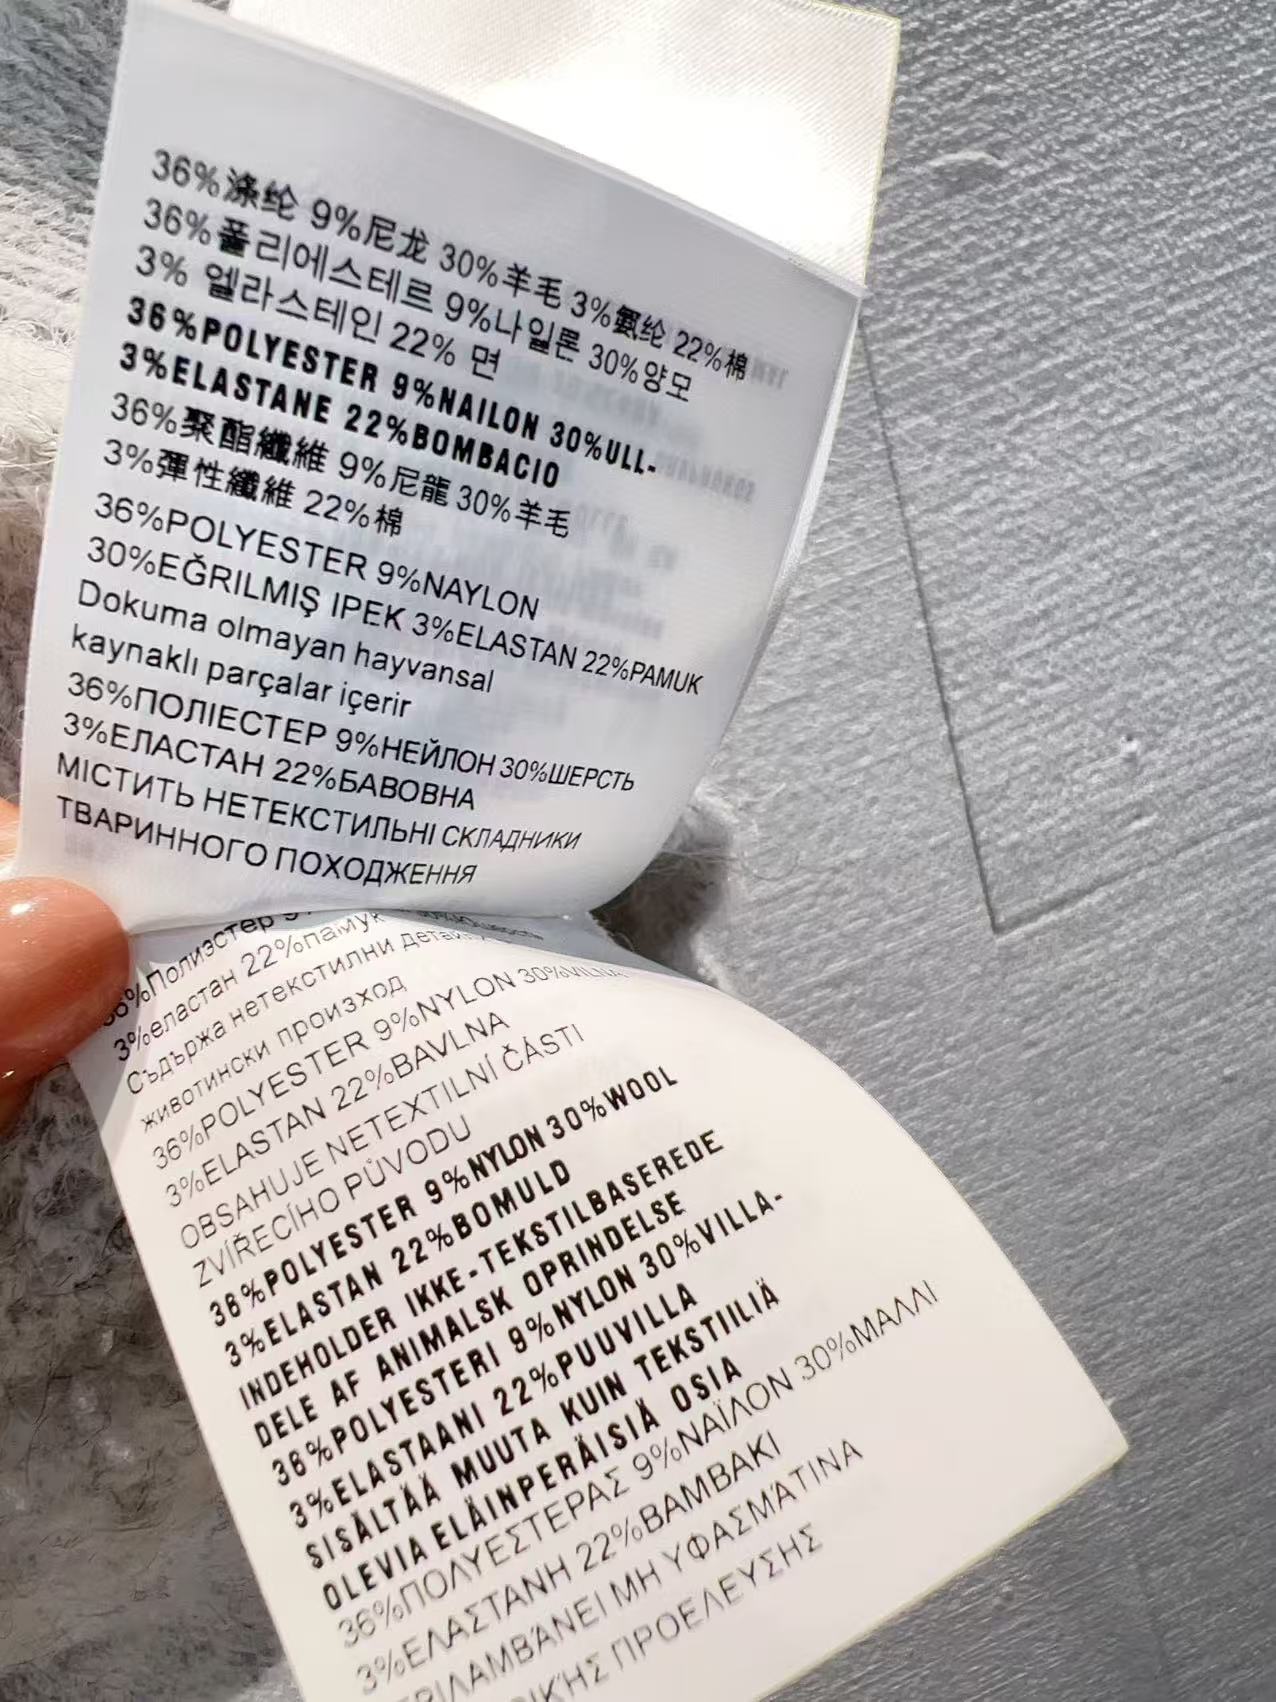 36%涤纶 9%尼龙 30%羊毛 3%氨纶 22%棉
36%폴리에스테르 9%나일론 30%양모
3% 엘라스테인 22% 면
36%POLYESTER 9%NAILON 30%ULL-
3%ELASTANE 22%BOMBACIO
36%聚酯纖維 9%尼龍 30%羊毛
3%彈性纖維 22%棉
36%POLYESTER 9%NAYLON
30%EĞRILMIŞ IPEK 3%ELASTAN 22%PAMUK
Dokuma olmayan hayvansal
kaynaklı parçalar içerir
36%ПОЛІЕСТЕР 9%НЕЙЛОН 30%ШЕРСТЬ
3%ЕЛАСТАН 22%БАВОВНА
МІСТИТЬ НЕТЕКСТИЛЬНІ СКЛАДНИКИ
ТВАРИННОГО ПОХОДЖЕННЯ
36%Полиэстер
3%еластан 22%памук
Съдържа нетекстилни
животински произход
36%POLYESTER 9%NYLON 30%VILNA
3%ELASTAN 22%BAVLNA
OBSAHUJE NETEXTILNÍ ČÁSTI
ZVÍŘECÍHO PŮVODU
36%POLYESTER 9%NYLON 30%WOOL
3%ELASTAN 22%BOMULD
INDEHOLDER IKKE-TEKSTILBASEREDE
DELE AF ANIMALSK OPRINDELSE
36%POLYESTERI 9%NYLON 30%VILLA-
3%ELASTAANI 22%PUUVILLA
SISÄLTÄÄ MUUTA KUIN TEKSTIILIÄ
OLEVIA ELÄINPERÄISIÄ OSIA
36%ΠΟΛΥΕΣΤΕΡΑΣ 9%ΝΑΪΛΟΝ 30%ΜΑΛΛΙ
3%ΕΛΑΣΤΑΝΗ 22%ΒΑΜΒΑΚΙ
ΜΗ ΥΦΑΣΜΆΤΙΝΑ
ΠΡΟΕΛΕΥΣΗΣ